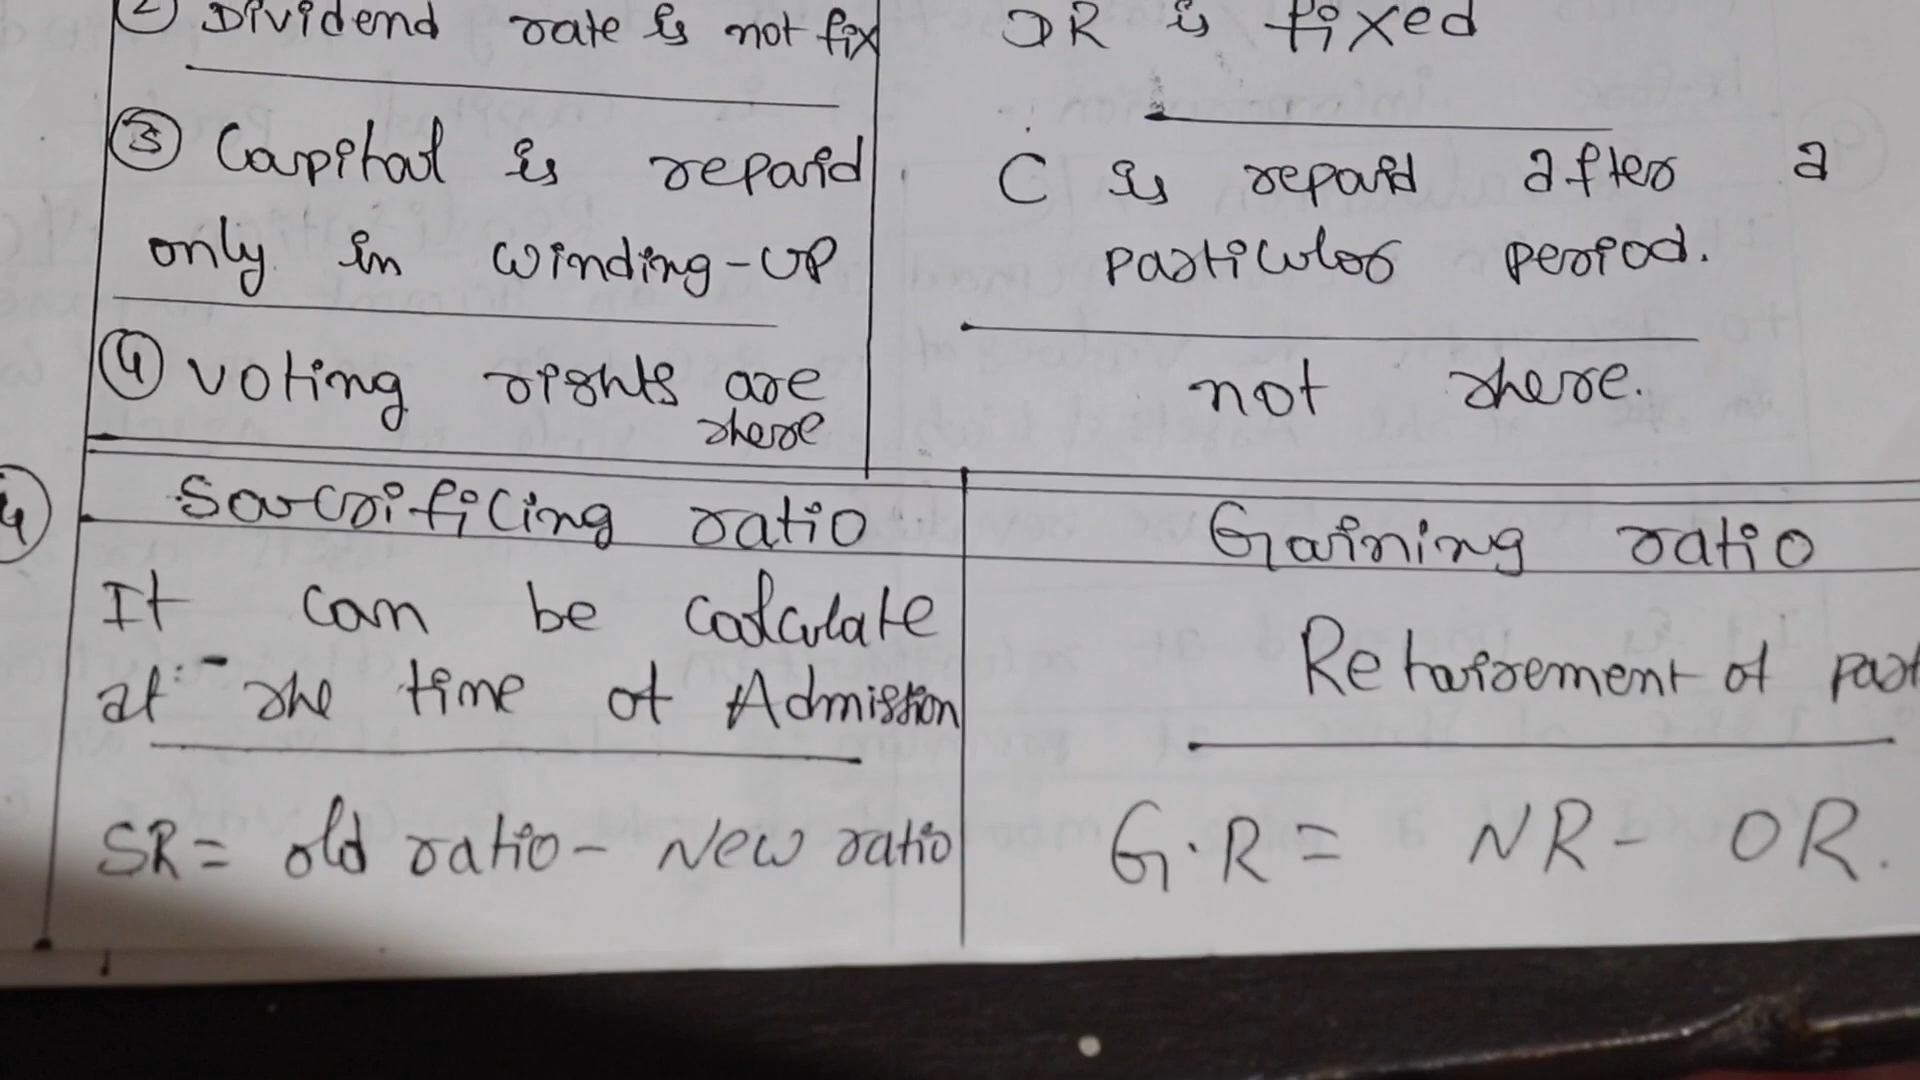 ② Dividend rate is not fix
DR is fixed
③ Capital is repaid
only in winding-up
C is repaid after a
particular period.
④ Voting rights are
there
not there.
4
Sarcrificing ratio
Gaining ratio
It can be calculate
at the time of Admission
Retairement of part
SR = old ratio - New ratio
G.R = NR - OR.